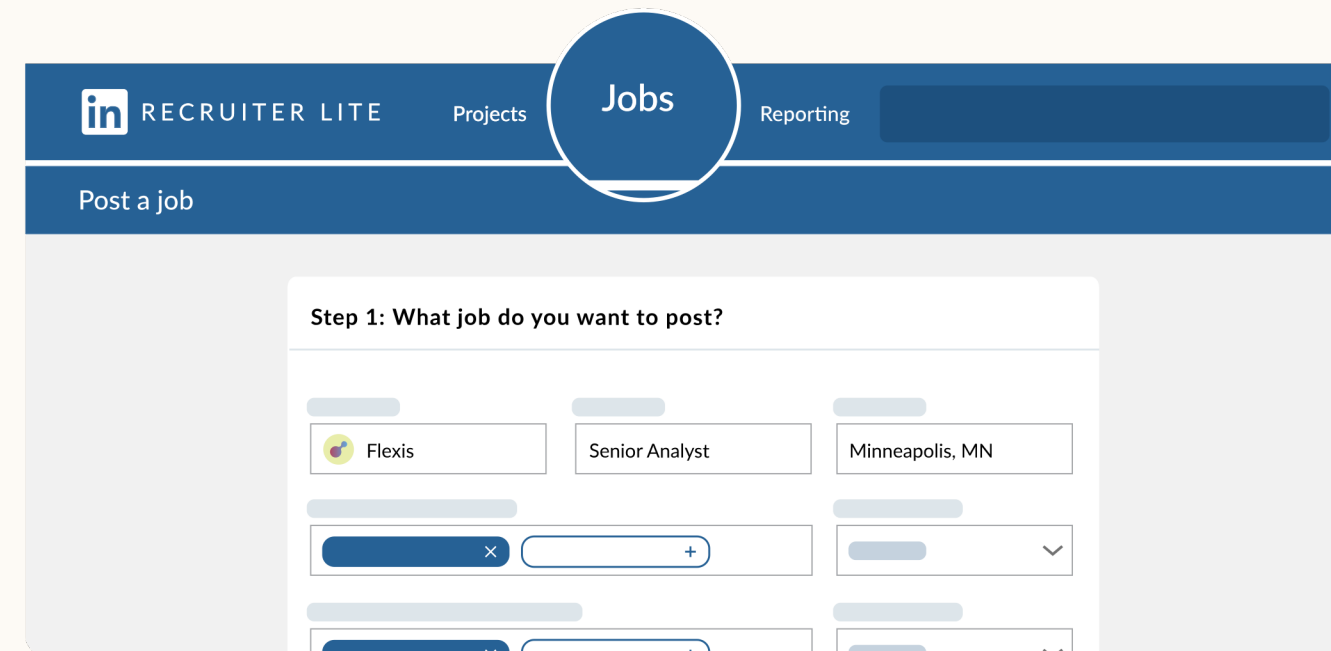 in RECRUITER LITE Projects Jobs Reporting
Post a job
Step 1: What job do you want to post?
Flexis Senior Analyst Minneapolis, MN